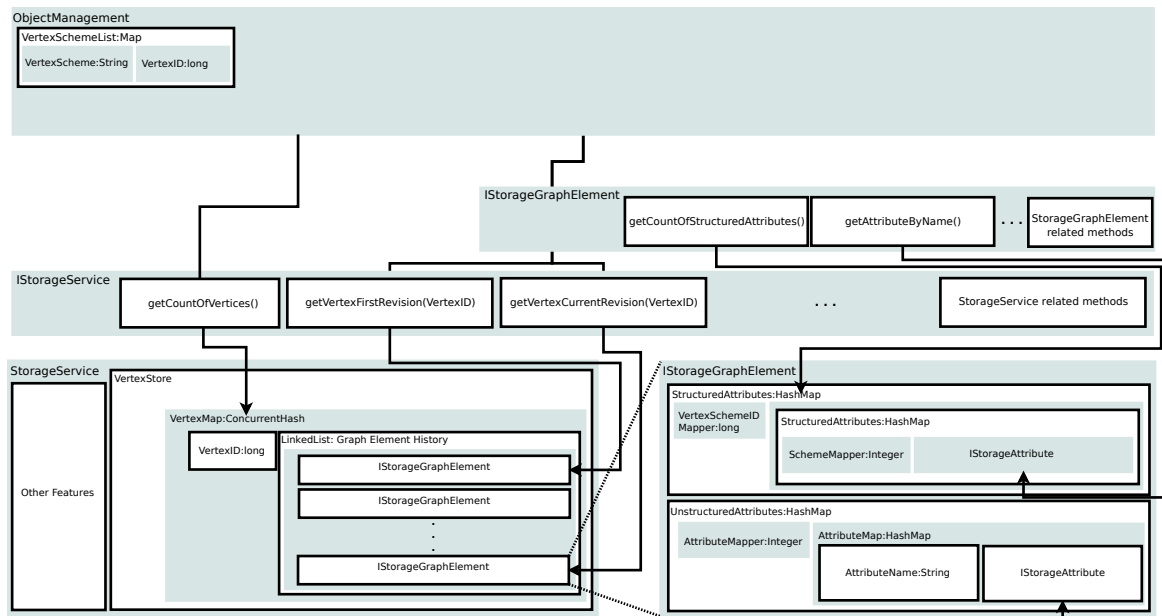 ObjectManagement
VertexSchemeList:Map
VertexScheme:String
VertexID:long
IStorageGraphElement
getCountOfStructuredAttributes()
getAttributeByName()
. . .
StorageGraphElement
related methods
IStorageService
getCountOfVertices()
getVertexFirstRevision(VertexID)
getVertexCurrentRevision(VertexID)
. . .
StorageService related methods
StorageService
Other Features
VertexStore
VertexMap:ConcurrentHash
VertexID:long
LinkedList: Graph Element History
IStorageGraphElement
IStorageGraphElement
.
.
.
IStorageGraphElement
IStorageGraphElement
StructuredAttributes:HashMap
VertexSchemeID
Mapper:long
StructuredAttributes:HashMap
SchemeMapper:Integer
IStorageAttribute
UnstructuredAttributes:HashMap
AttributeMapper:Integer
AttributeMap:HashMap
AttributeName:String
IStorageAttribute